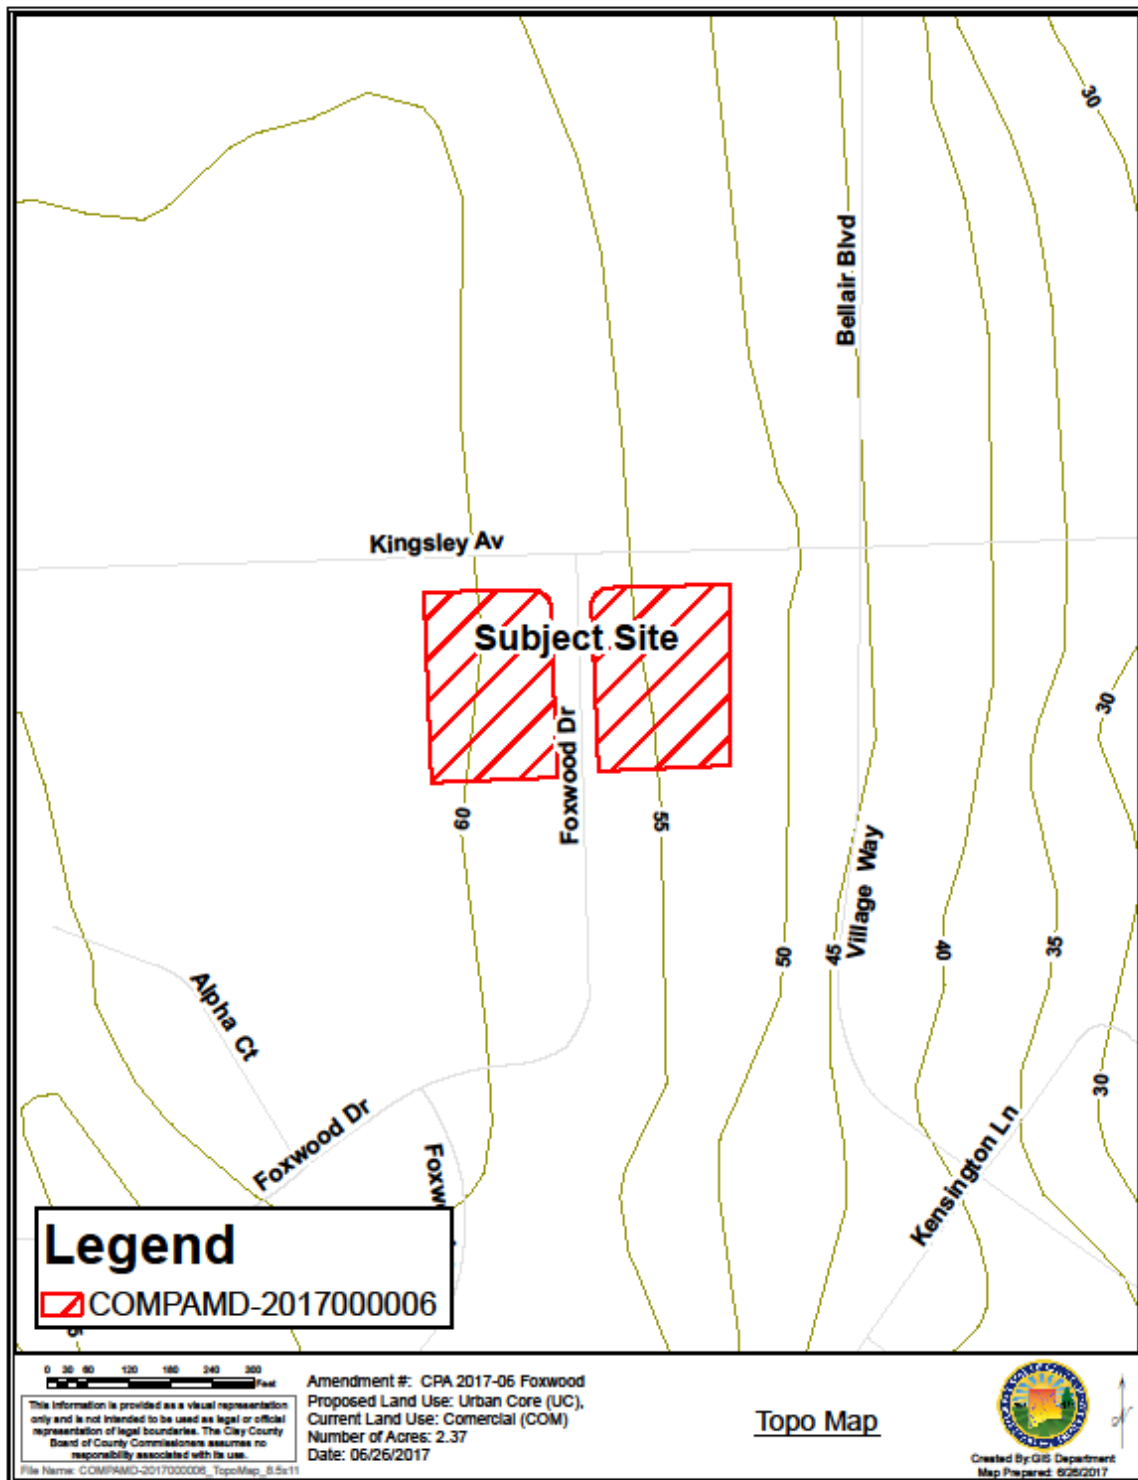 30
Bellair Blvd
Kingsley Av
Subject Site
Foxwood Dr
30
60
55
Village Way
50
45
40
35
Alpha Ct
30
Foxwood Dr
Kensington Ln
Legend
COMPAMD-2017000006
0 30 60 120 180 240 300
Feet
This information is provided as a visual representation
only and is not intended to be used as legal or official
representation of legal boundaries. The Clay County
Board of County Commissioners assumes no
responsibility associated with its use.
File Name: COMPAMD-2017000006_TopoMap_8.5x11
Amendment #: CPA 2017-06 Foxwood
Proposed Land Use: Urban Core (UC),
Current Land Use: Comercial (COM)
Number of Acres: 2.37
Date: 06/26/2017
Topo Map
Created By:GIS Department
Map Prepared: 6/26/2017